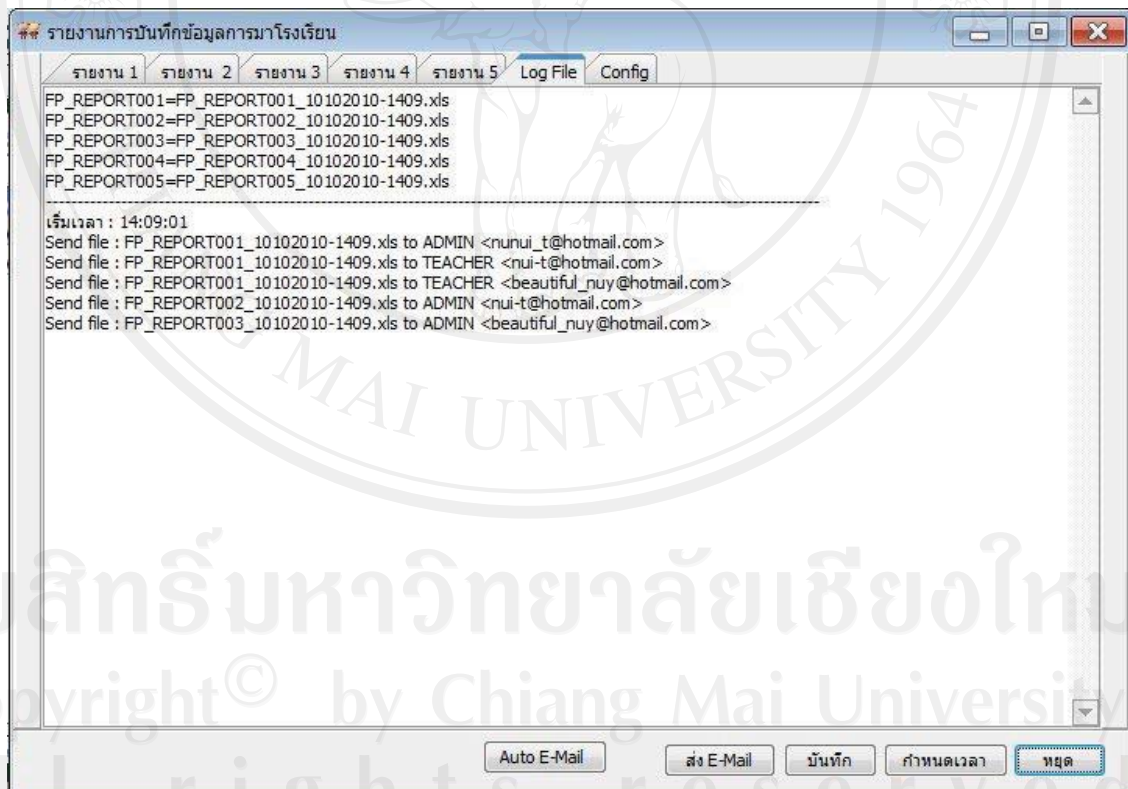 รายงานการบันทึกข้อมูลการมาโรงเรียน
รายงาน 1 รายงาน 2 รายงาน 3 รายงาน 4 รายงาน 5 Log File Config
FP_REPORT001=FP_REPORT001_10102010-1409.xls
FP_REPORT002=FP_REPORT002_10102010-1409.xls
FP_REPORT003=FP_REPORT003_10102010-1409.xls
FP_REPORT004=FP_REPORT004_10102010-1409.xls
FP_REPORT005=FP_REPORT005_10102010-1409.xls
เริ่มเวลา : 14:09:01
Send file : FP_REPORT001_10102010-1409.xls to ADMIN <nunui_t@hotmail.com>
Send file : FP_REPORT001_10102010-1409.xls to TEACHER <nui-t@hotmail.com>
Send file : FP_REPORT001_10102010-1409.xls to TEACHER <beautiful_nuy@hotmail.com>
Send file : FP_REPORT002_10102010-1409.xls to ADMIN <nui-t@hotmail.com>
Send file : FP_REPORT003_10102010-1409.xls to ADMIN <beautiful_nuy@hotmail.com>
MAI UNIVERSITY 1964
สิทธิ์มหาวิทยาลัยเชียงใหม
pyright© by Chiang Mai University
Auto E-Mail ส่ง E-Mail บันทึก กำหนดเวลา หยุด
rights reserved